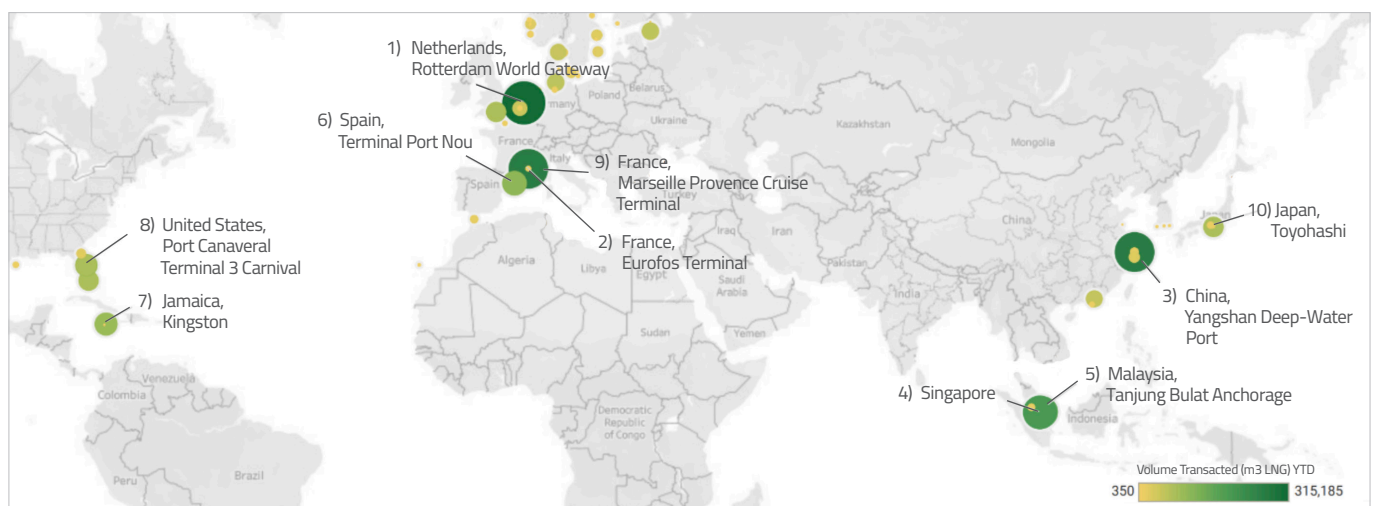 1) Netherlands,
Rotterdam World Gateway
6) Spain,
Terminal Port Nou
9) France,
Marseille Provence Cruise
Terminal
2) France,
Eurofos Terminal
8) United States,
Port Canaveral
Terminal 3 Carnival
7) Jamaica,
Kingston
10) Japan,
Toyohashi
3) China,
Yangshan Deep-Water
Port
4) Singapore
5) Malaysia,
Tanjung Bulat Anchorage
Poland
Belarus
Ukraine
France
Italy
Spain
Turkey
Kazakhstan
Mongolia
China
Iraq
Iran
Pakistan
India
Algeria
Libya
Egypt
Saudi
Arabia
Sudan
Yemen
Democratic
Republic
of Congo
Indonesia
Venezuela
Colombia
Peru
Brazil
Volume Transacted (m3 LNG) YTD
350
315,185